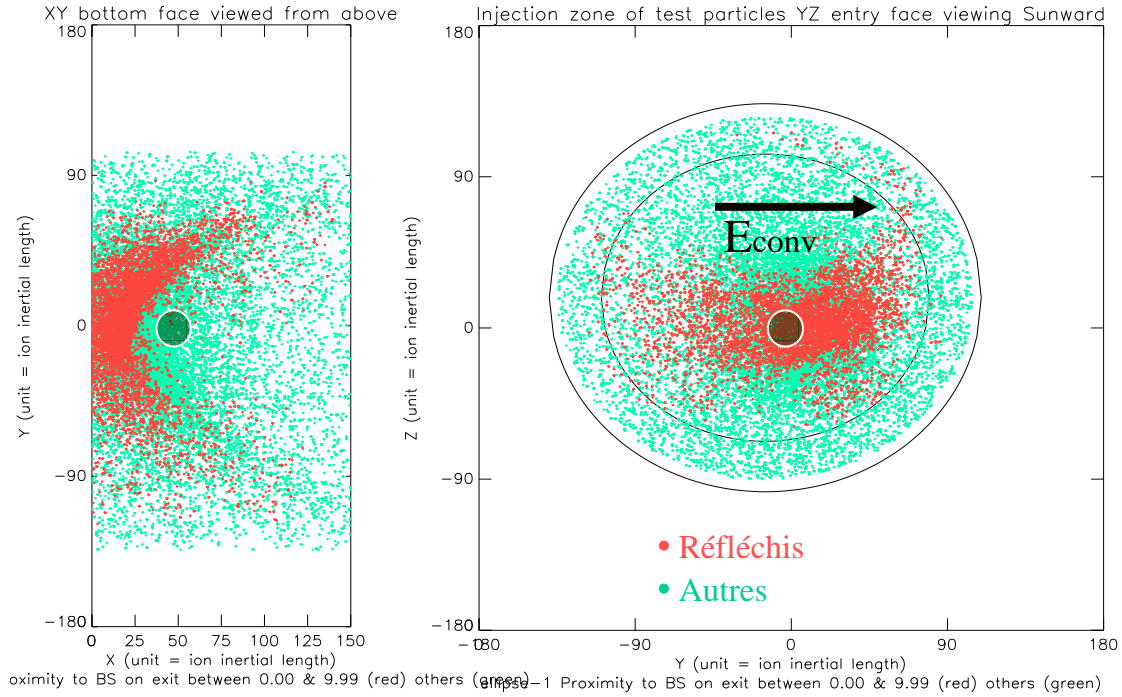 XY bottom face viewed from above
180
90
0
−90
−180
0 25 50 75 100 125 150
X (unit = ion inertial length)
Y (unit = ion inertial length)
oximity to BS on exit between 0.00 & 9.99 (red) others (green)
Injection zone of test particles YZ entry face viewing Sunward
180
90
0
−90
−180
−180 −90 0 90 180
Y (unit = ion inertial length)
Z (unit = ion inertial length)
Econv
• Réfléchis
• Autres
ellipse−1 Proximity to BS on exit between 0.00 & 9.99 (red) others (green)